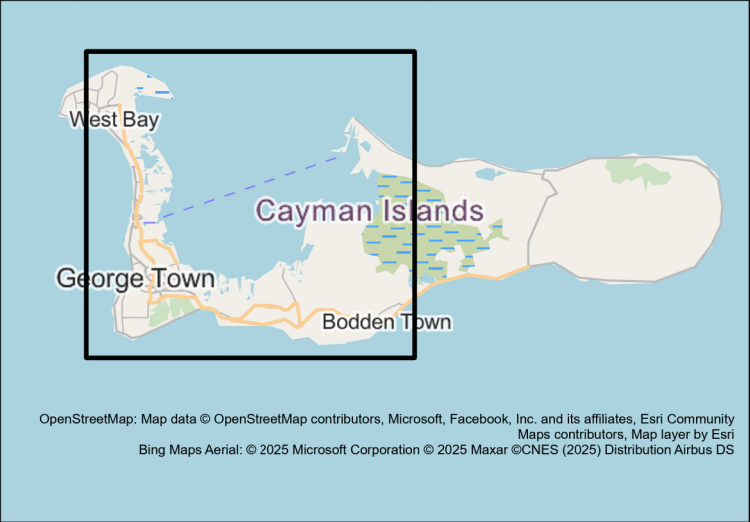 West Bay
Cayman Islands
George Town
Bodden Town
OpenStreetMap: Map data © OpenStreetMap contributors, Microsoft, Facebook, Inc. and its affiliates, Esri Community
Maps contributors, Map layer by Esri
Bing Maps Aerial: © 2025 Microsoft Corporation © 2025 Maxar ©CNES (2025) Distribution Airbus DS